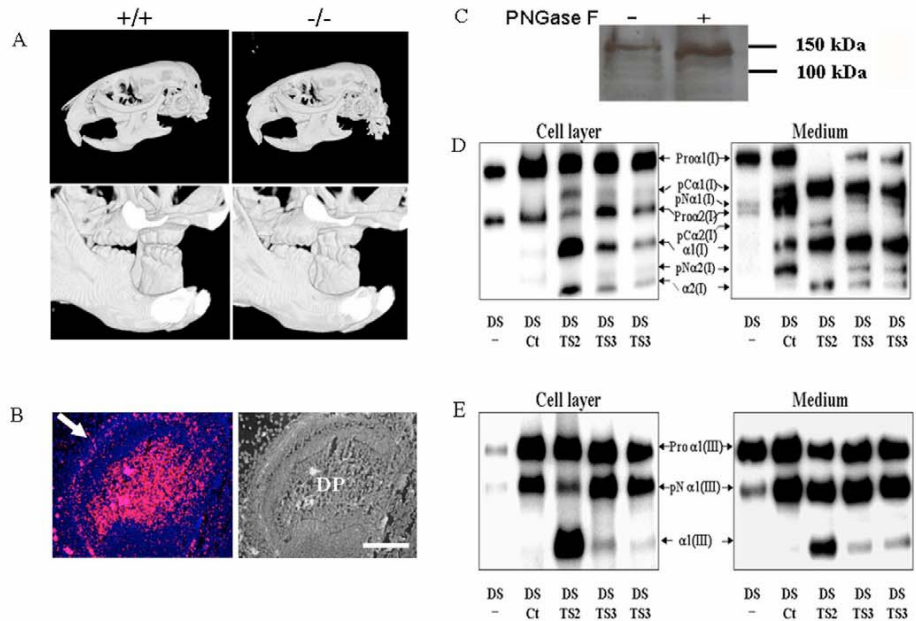 +/+ -/-
A
C PNGase F - +
150 kDa
100 kDa
D Cell layer Medium
Proα1(I)
pCα1(I)
pNα1(I)
Proα2(I)
pCα2(I)
α1(I)
pNα2(I)
α2(I)
DS DS DS DS DS DS DS DS DS DS
- Ct TS2 TS3 TS3 - Ct TS2 TS3 TS3
B
DP
E Cell layer Medium
Pro α1(III)
pN α1(III)
α1(III)
DS DS DS DS DS DS DS DS DS DS
- Ct TS2 TS3 TS3 - Ct TS2 TS3 TS3